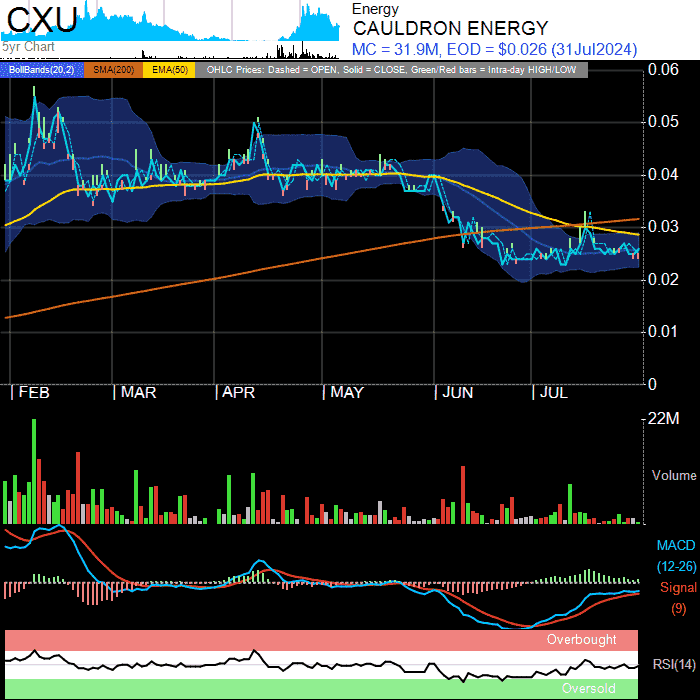 CXU
5yr Chart
Energy
CAULDRON ENERGY
MC = 31.9M, EOD = $0.026 (31Jul2024)
BollBands(20,2) SMA(200) EMA(50) OHLC Prices: Dashed = OPEN, Solid = CLOSE, Green/Red bars = Intra-day HIGH/LOW
0.06
0.05
0.04
0.03
0.02
0.01
0
FEB MAR APR MAY JUN JUL
22M
Volume
MACD
(12-26)
Signal
(9)
Overbought
RSI(14)
Oversold